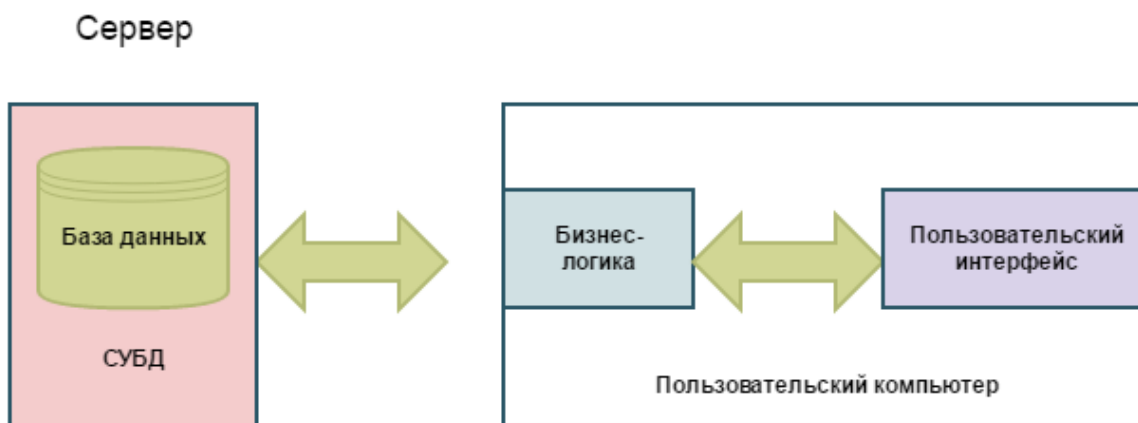 Сервер
База данных
СУБД
Бизнес-
логика
Пользовательский
интерфейс
Пользовательский компьютер